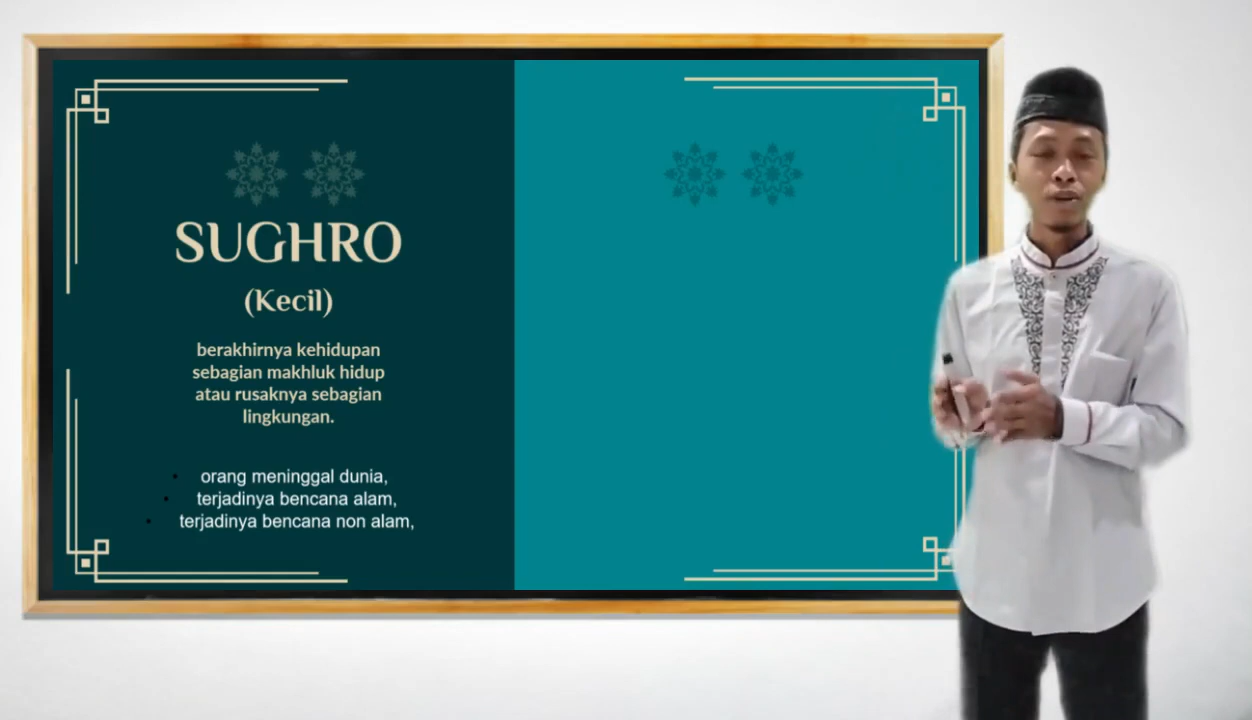 SUGHRO
(Kecil)
berakhirnya kehidupan
sebagian makhluk hidup
atau rusaknya sebagian
lingkungan.
• orang meninggal dunia,
• terjadinya bencana alam,
• terjadinya bencana non alam,